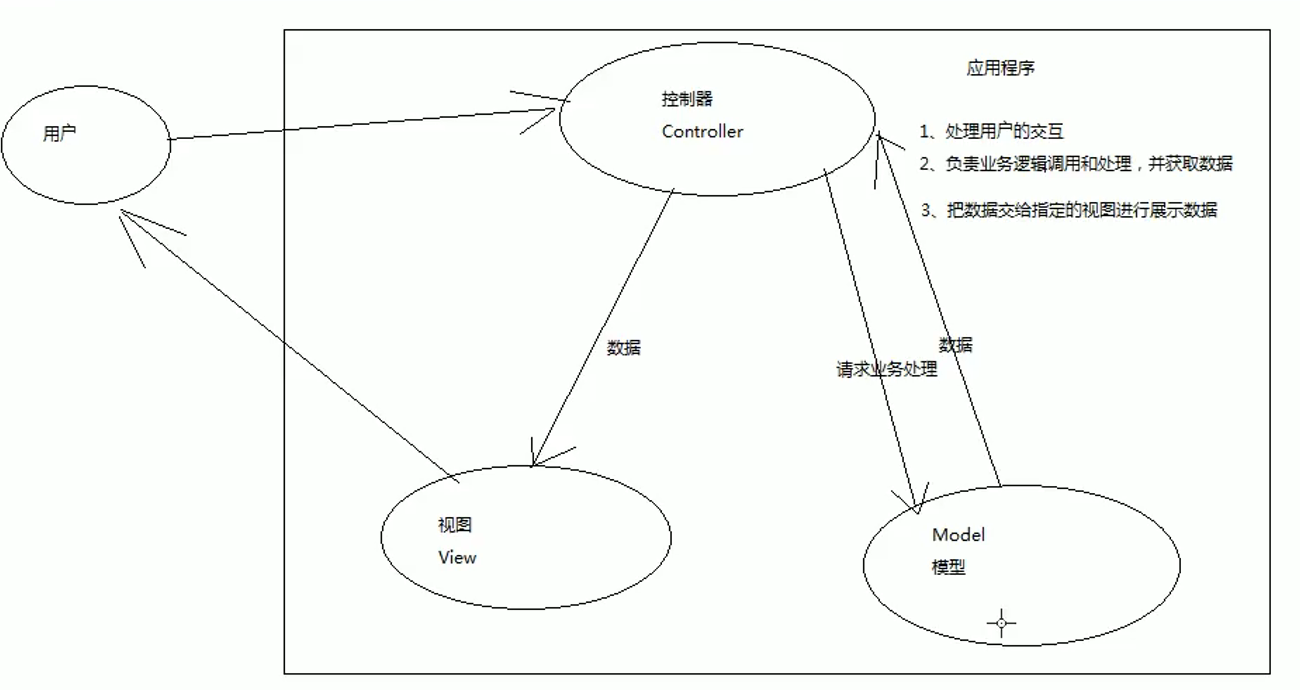 应用程序
用户
控制器
Controller
1、处理用户的交互
2、负责业务逻辑调用和处理，并获取数据
3、把数据交给指定的视图进行展示数据
数据
数据
请求业务处理
视图
View
Model
模型